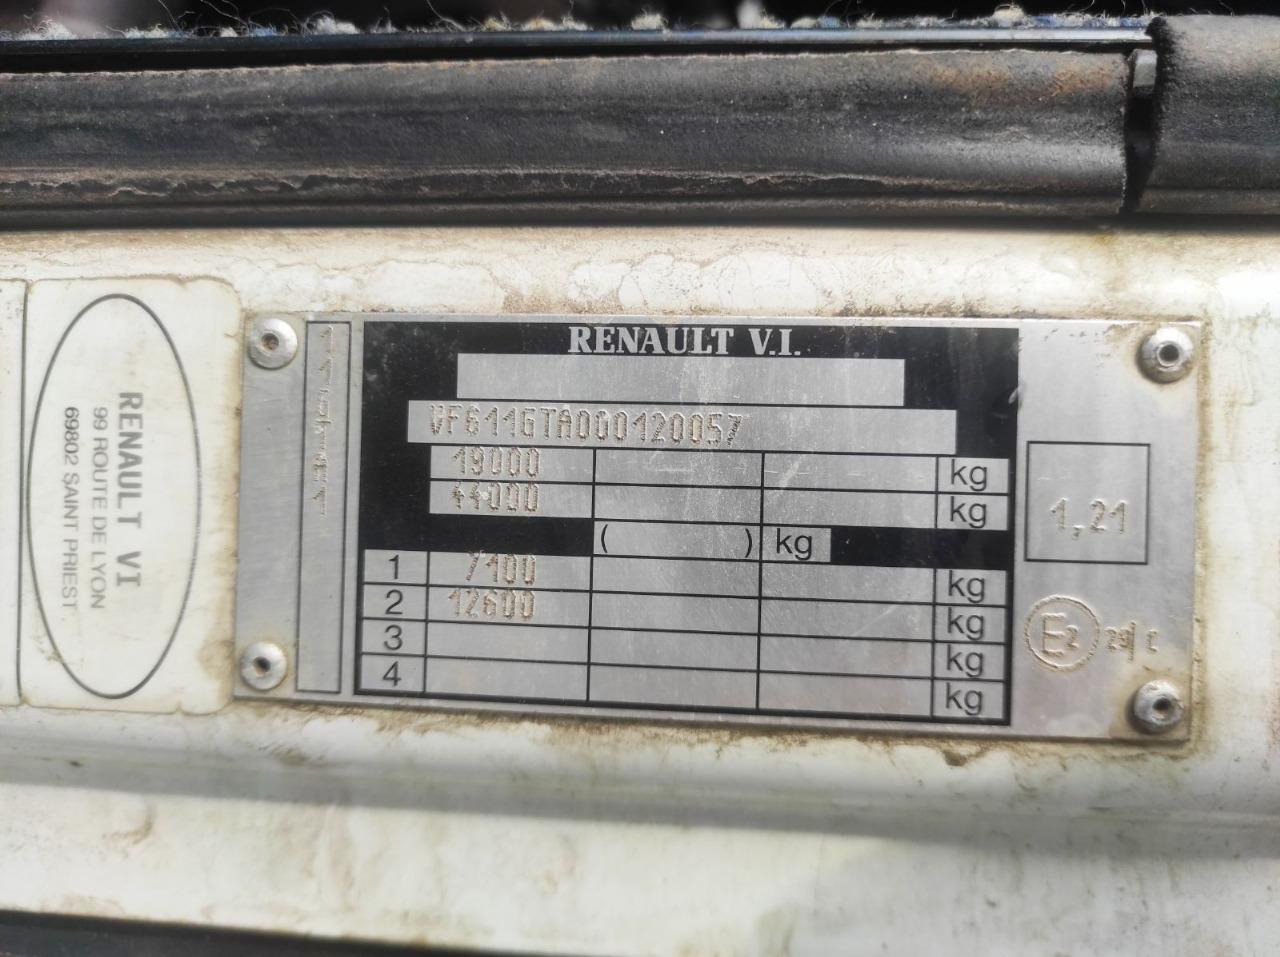 RENAULT VI
99 ROUTE DE LYON
69802 SAINT PRIEST
RENAULT V.I.
VF611GTA000120057
19000 kg
44000 kg
( ) kg
1 7100 kg
2 12600 kg
3 kg
4 kg
1,21
E2